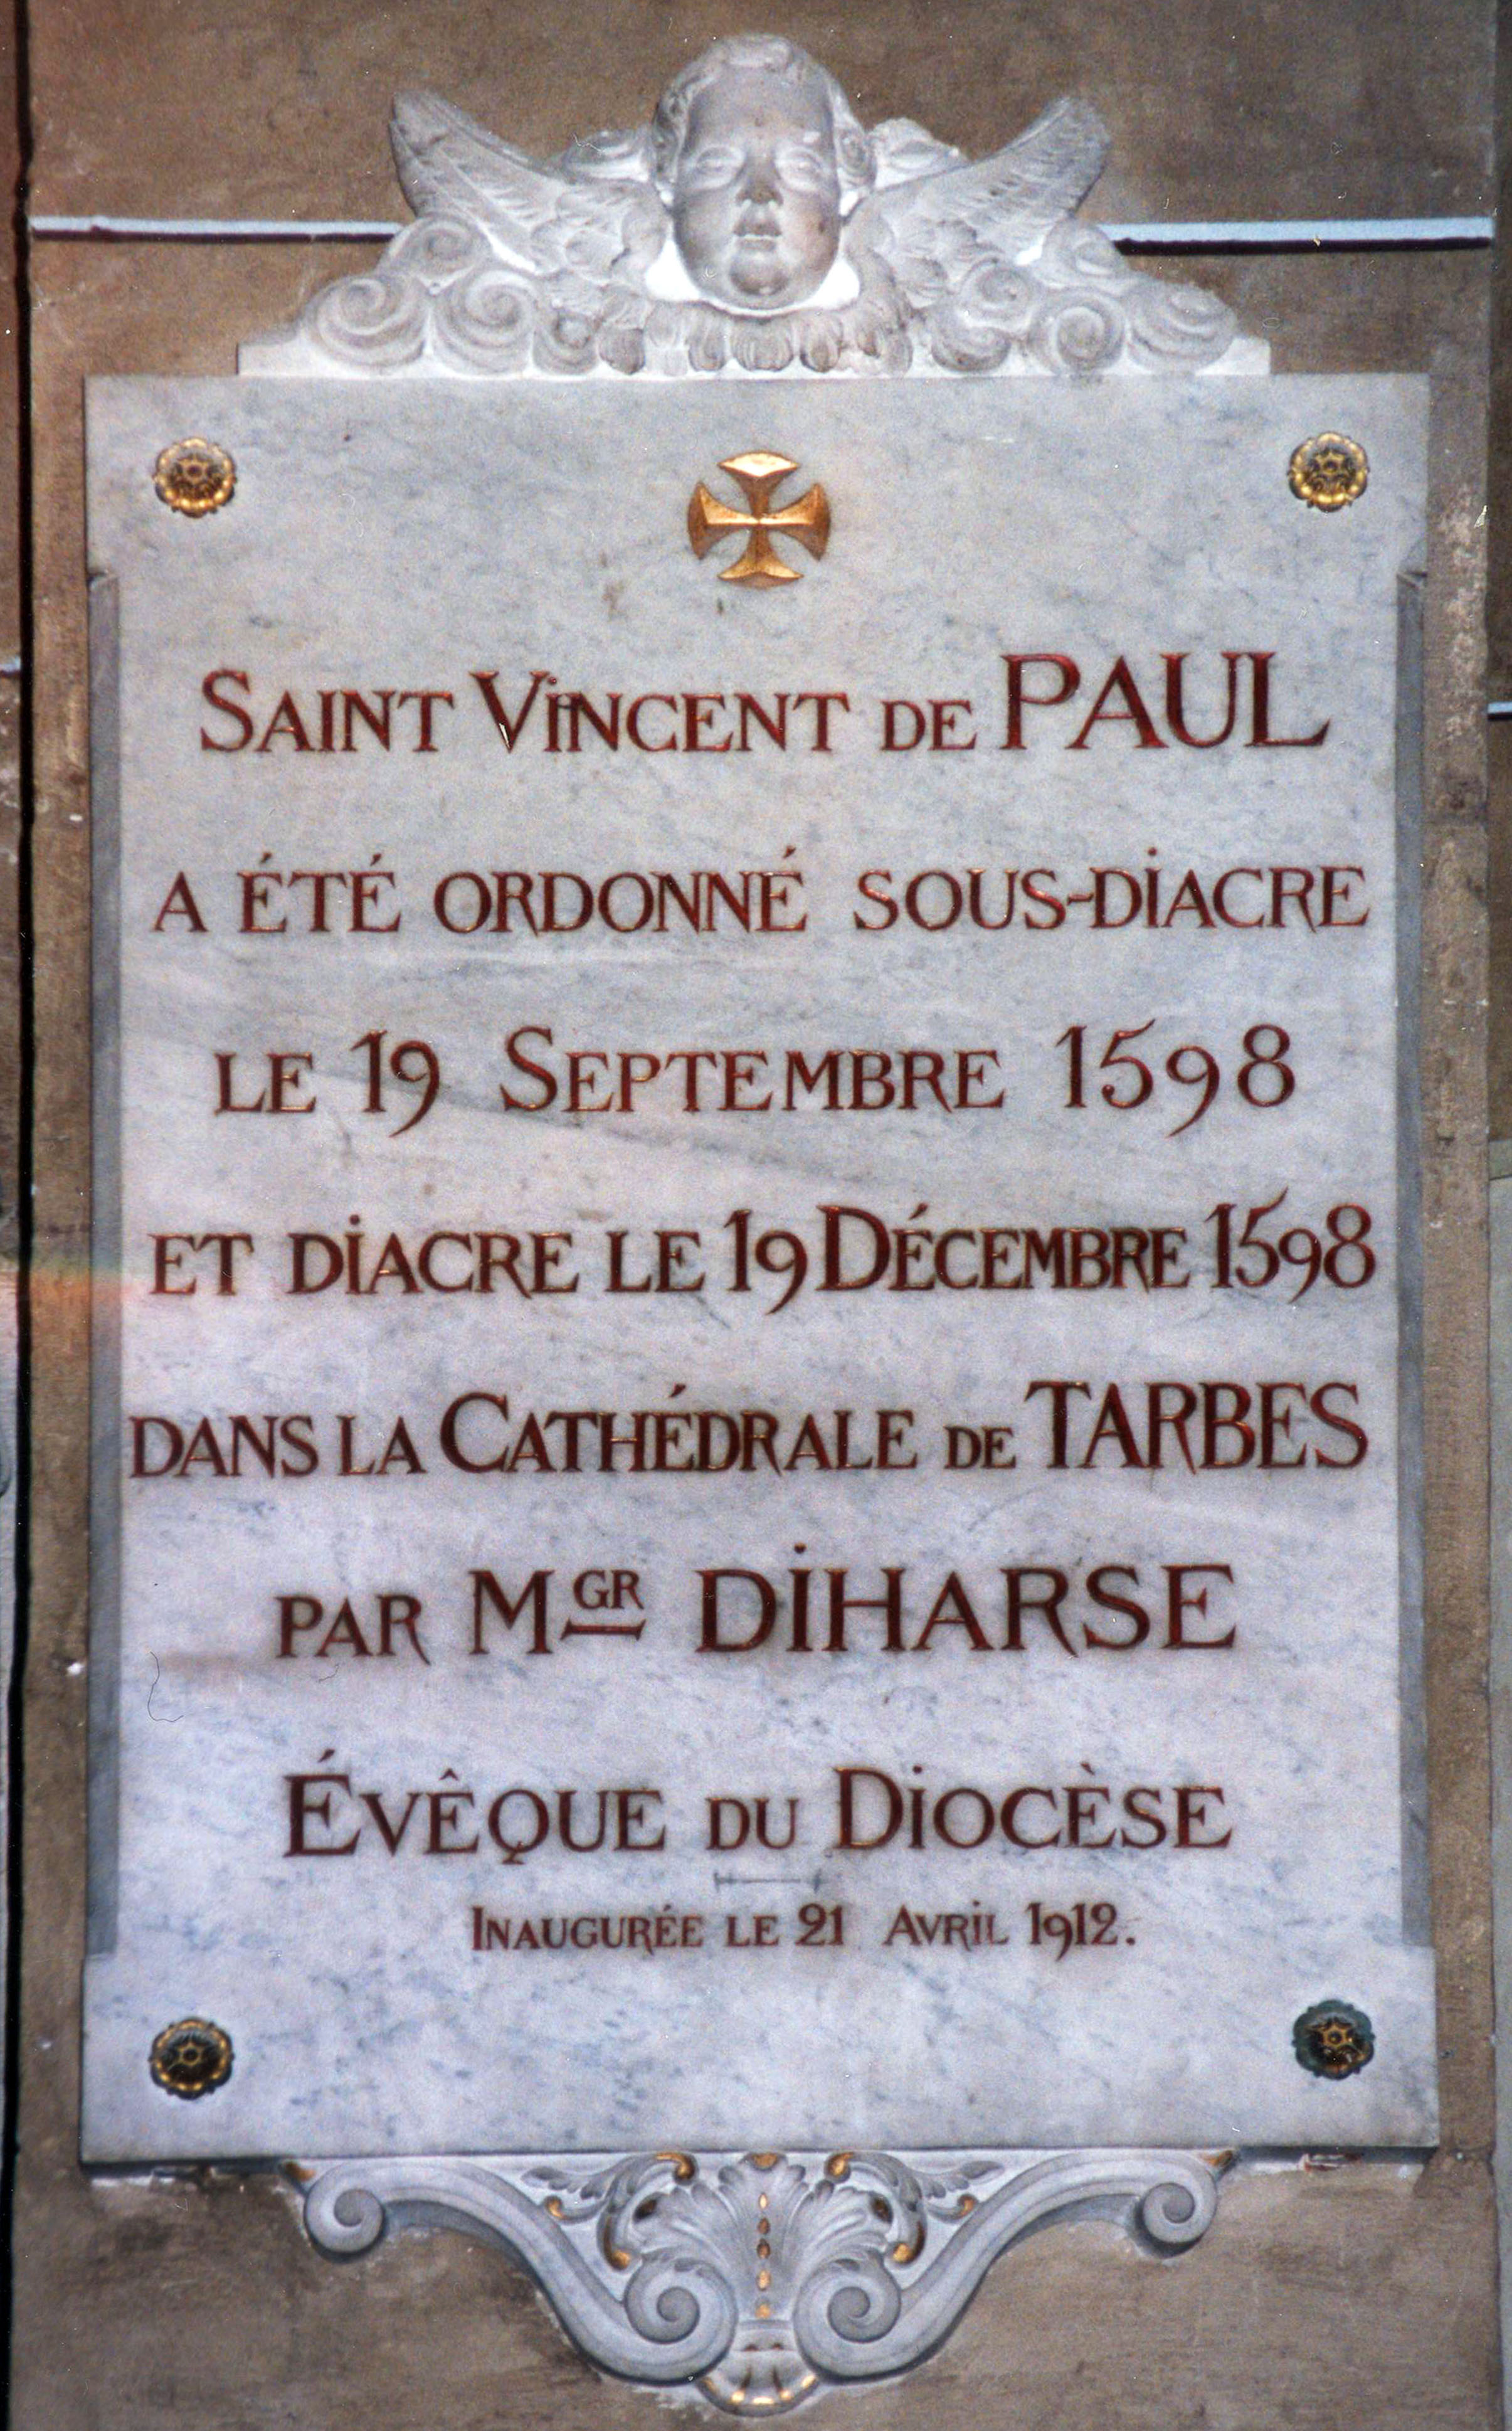 SAINT VINCENT DE PAUL
A ÉTÉ ORDONNÉ SOUS-DIACRE
LE 19 SEPTEMBRE 1598
ET DIACRE LE 19 DÉCEMBRE 1598
DANS LA CATHÉDRALE DE TARBES
PAR MGR DIHARSE
ÉVÊQUE DU DIOCÈSE
INAUGURÉE LE 21 AVRIL 1912.